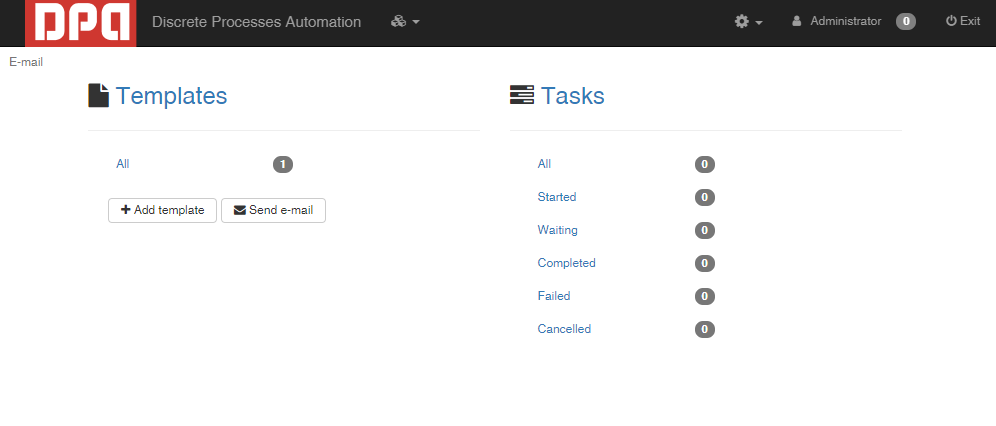 DPA Discrete Processes Automation Administrator 0 Exit
E-mail
Templates
All 1
Add template Send e-mail
Tasks
All 0
Started 0
Waiting 0
Completed 0
Failed 0
Cancelled 0